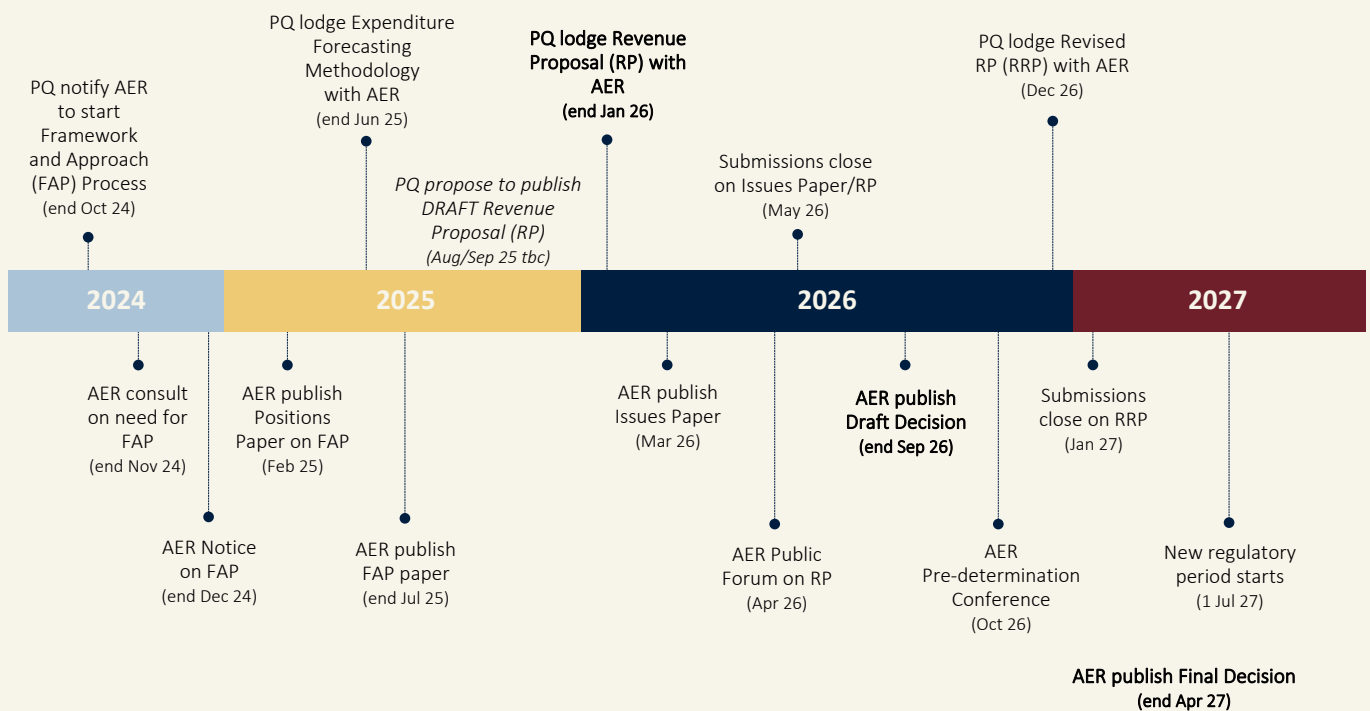 PQ notify AER
to start
Framework
and Approach
(FAP) Process
(end Oct 24)
PQ lodge Expenditure
Forecasting
Methodology
with AER
(end Jun 25)
PQ propose to publish
DRAFT Revenue
Proposal (RP)
(Aug/Sep 25 tbc)
PQ lodge Revenue
Proposal (RP) with
AER
(end Jan 26)
Submissions close
on Issues Paper/RP
(May 26)
PQ lodge Revised
RP (RRP) with AER
(Dec 26)
2024
2025
2026
2027
AER consult
on need for
FAP
(end Nov 24)
AER Notice
on FAP
(end Dec 24)
AER publish
Positions
Paper on FAP
(Feb 25)
AER publish
FAP paper
(end Jul 25)
AER publish
Issues Paper
(Mar 26)
AER Public
Forum on RP
(Apr 26)
AER publish
Draft Decision
(end Sep 26)
AER
Pre-determination
Conference
(Oct 26)
Submissions
close on RRP
(Jan 27)
New regulatory
period starts
(1 Jul 27)
AER publish Final Decision
(end Apr 27)